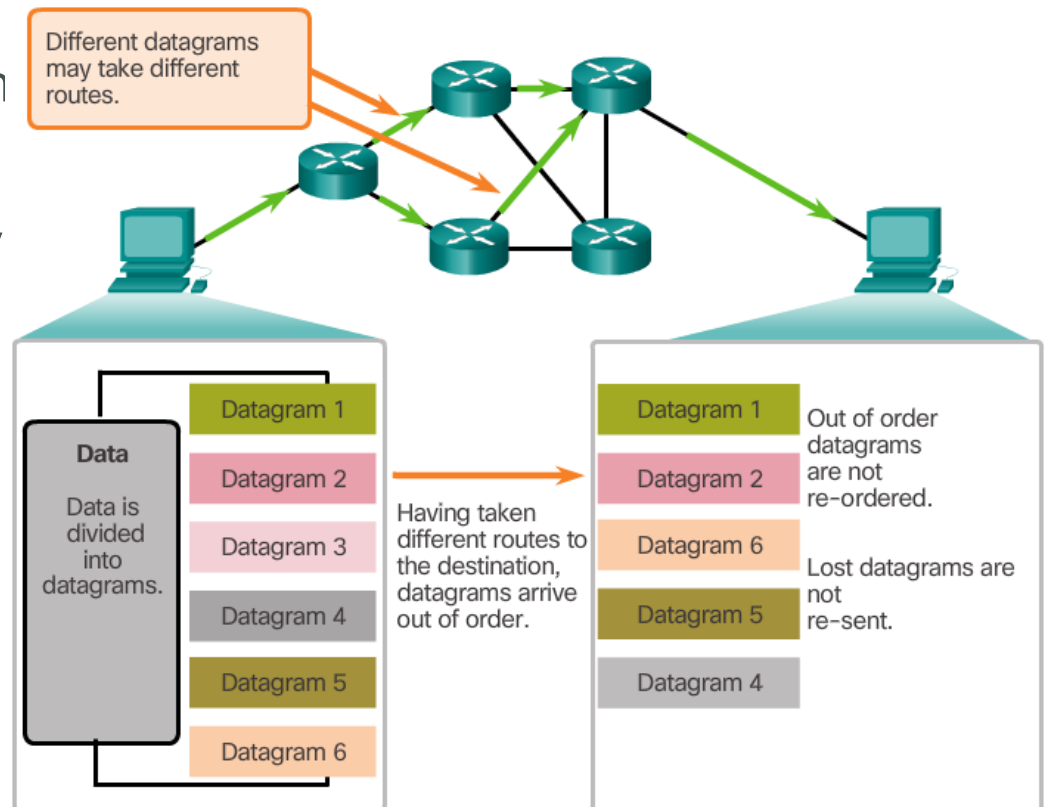 Different datagrams
may take different
routes.
Data
Data is
divided
into
datagrams.
Datagram 1
Datagram 2
Datagram 3
Datagram 4
Datagram 5
Datagram 6
Having taken
different routes to
the destination,
datagrams arrive
out of order.
Datagram 1
Datagram 2
Datagram 6
Datagram 5
Datagram 4
Out of order
datagrams
are not
re-ordered.
Lost datagrams are
not
re-sent.